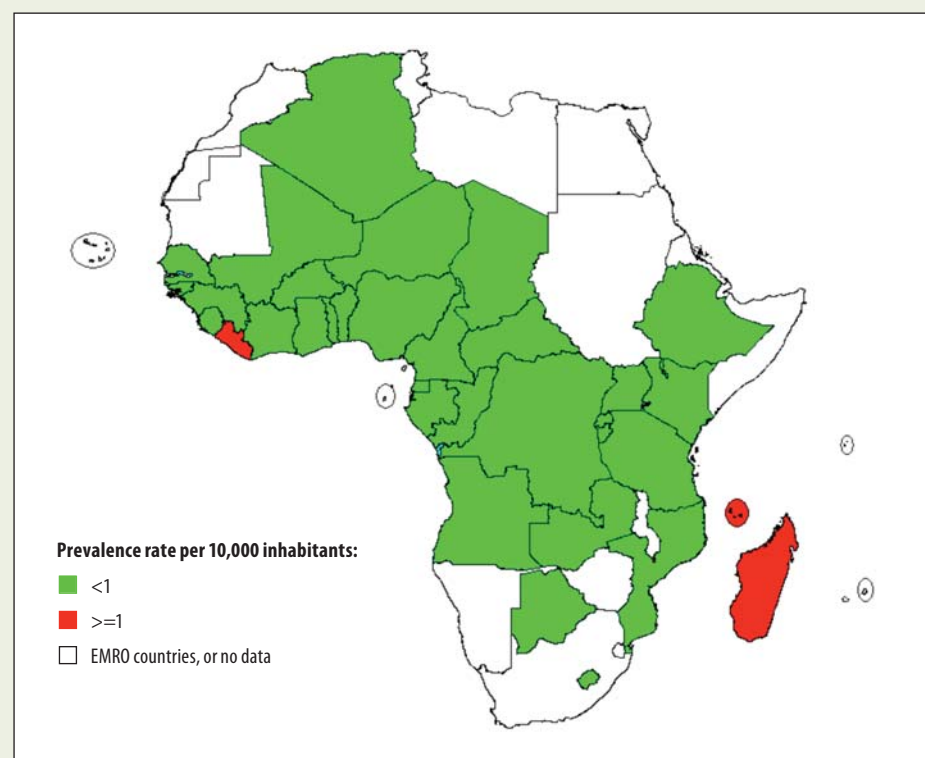 Prevalence rate per 10,000 inhabitants:
<1
>=1
EMRO countries, or no data